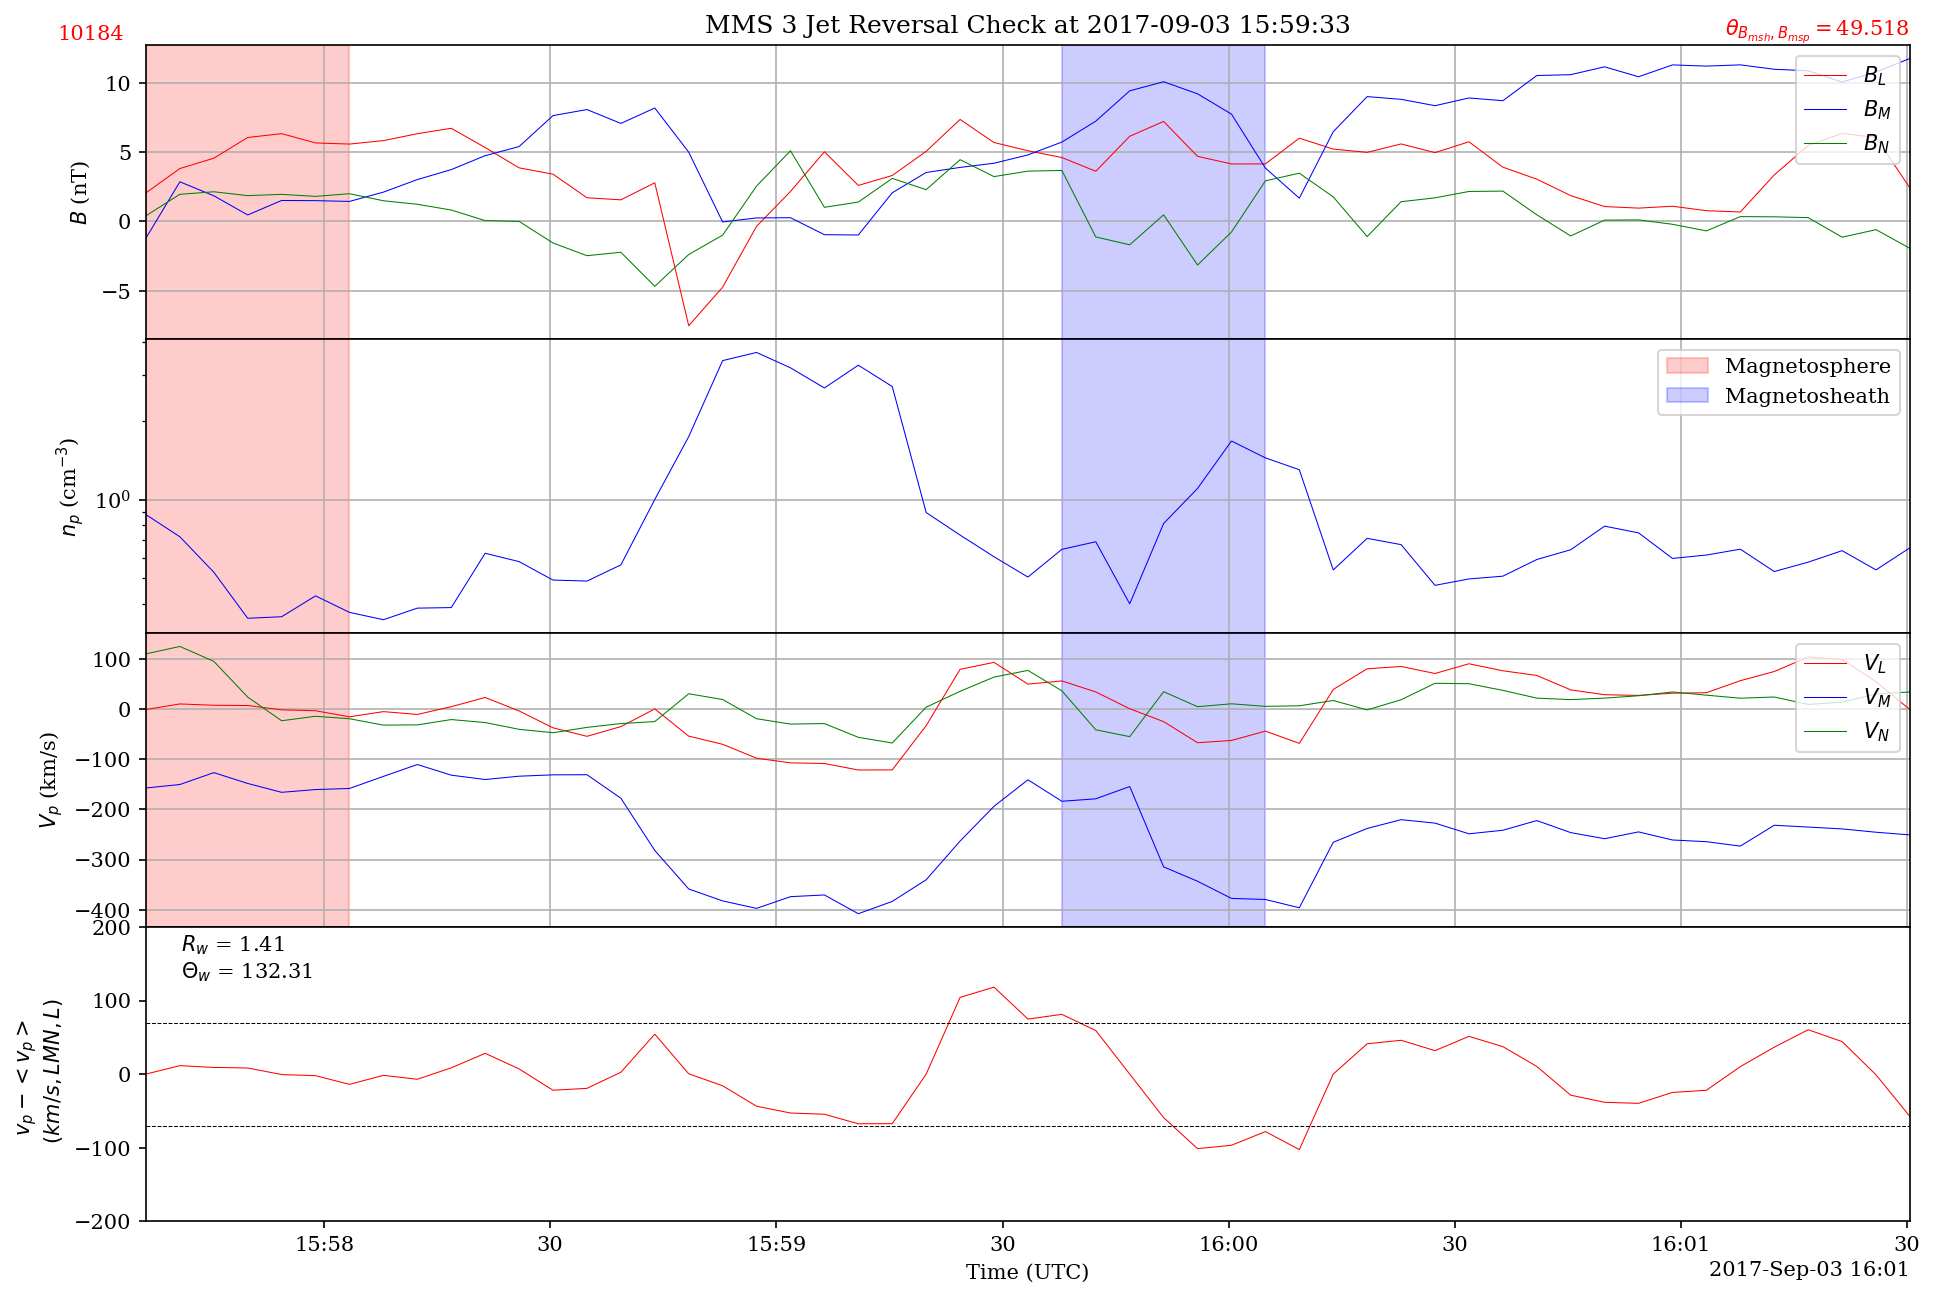 MMS 3 Jet Reversal Check at 2017-09-03 15:59:33
10184
θ_{B_{msh}, B_{msp}} = 49.518
10
5
0
−5
B (nT)
B_L
B_M
B_N
10⁰
n_p (cm⁻³)
Magnetosphere
Magnetosheath
100
0
−100
−200
−300
−400
V_p (km/s)
V_L
V_M
V_N
200
100
0
−100
−200
v_p − <v_p>
(km/s, LMN, L)
R_w = 1.41
Θ_w = 132.31
15:58
30
15:59
30
16:00
30
16:01
30
Time (UTC)
2017-Sep-03 16:01